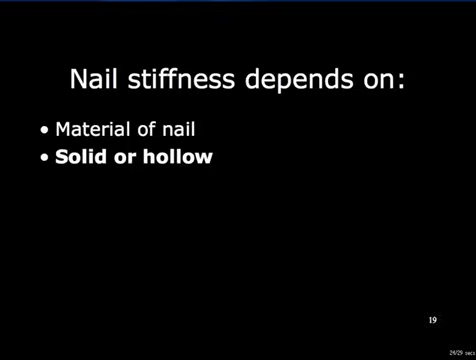 Nail stiffness depends on:
• Material of nail
• Solid or hollow
19